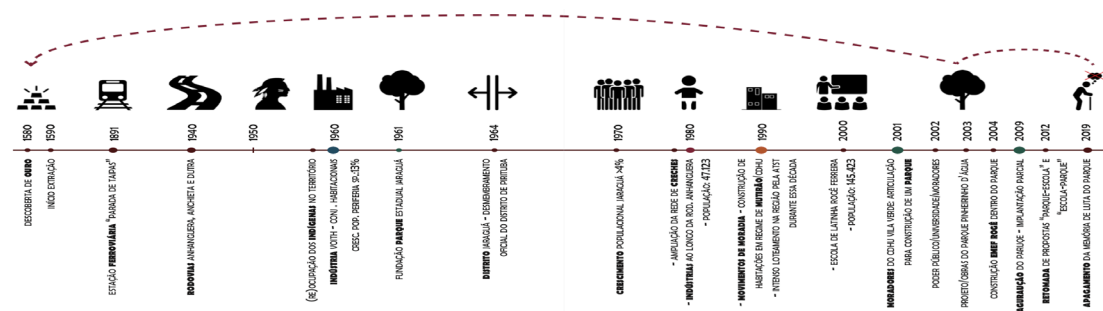 1580
1590
1891
1940
1950
1960
1961
1964
1970
1980
1990
2000
2001
2002
2003
2004
2009
2012
2019
DESCOBERTA DE OURO
INÍCIO EXTRAÇÃO
ESTAÇÃO FERROVIÁRIA "PARADA DE TAIPAS"
RODOVIAS ANHANGUERA, ANCHIETA E DUTRA
(RE)OCUPAÇÃO DOS INDÍGENAS NO TERRITÓRIO
INDÚSTRIA VOITH - CONJ. HABITACIONAIS
CRESC. POP. PERIFERIA SP:13%
FUNDAÇÃO PARQUE ESTADUAL JARAGUÁ
DISTRITO JARAGUÁ - DESMEMBRAMENTO
OFICIAL DO DISTRITO DE PIRITUBA
CRESCIMENTO POPULACIONAL JARAGUÁ >4%
- AMPLIAÇÃO DA REDE DE CRECHES
- INDÚSTRIAS AO LONGO DA ROD. ANHANGUERA
- POPULAÇÃO: 47.123
- MOVIMENTOS DE MORADIA - CONSTRUÇÃO DE
HABITAÇÕES EM REGIME DE MUTIRÃO/CDHU
- INTENSO LOTEAMENTO NA REGIÃO PELA ATST
DURANTE ESSA DÉCADA
- ESCOLA DE LATINHA ROGÊ FERREIRA
- POPULAÇÃO: 145.423
MORADORES DO CDHU VILA VERDE: ARTICULAÇÃO
PARA CONSTRUÇÃO DE UM PARQUE
PODER PÚBLICO/UNIVERSIDADE/MORADORES
PROJETO/OBRAS DO PARQUE PINHEIRINHO D'ÁGUA
CONSTRUÇÃO EMEF ROGÊ DENTRO DO PARQUE
AGURAUÇÃO DO PARUQE - IMPLANTAÇÃO PARCIAL
RETOMADA DE PROPOSTAS "PARQUE-ESCOLA" E
"ESCOLA-PARQUE"
APAGAMENTO DA MEMÓRIA DE LUTA DO PARQUE